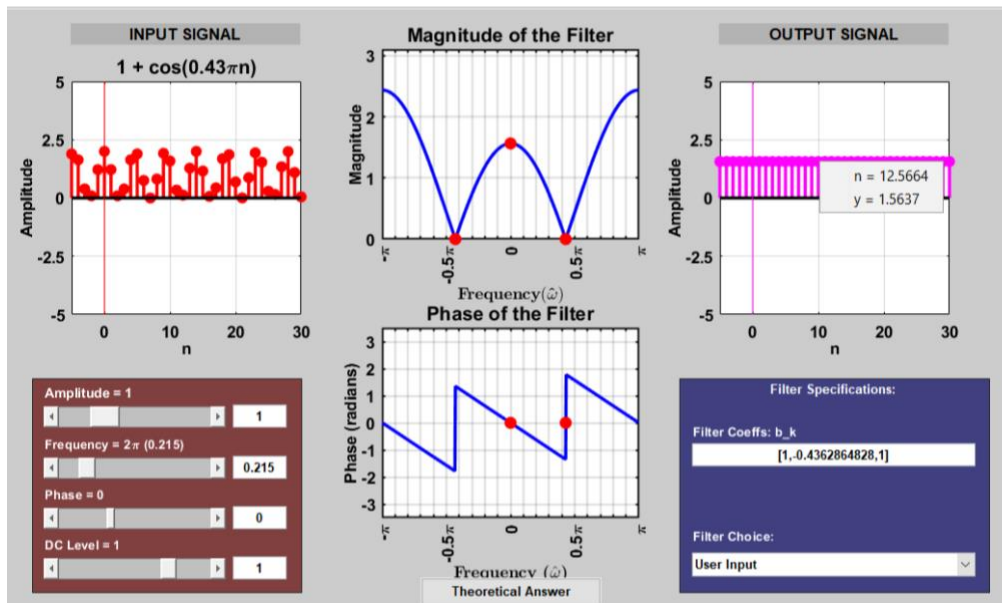 INPUT SIGNAL
1 + cos(0.43πn)
5
2.5
0
-2.5
-5
Amplitude
0
10
20
30
n
Magnitude of the Filter
3
2
1
0
Magnitude
-π
-0.5π
0
0.5π
π
Frequency(ω̂)
Phase of the Filter
3
2
1
0
-1
-2
-3
Phase (radians)
-π
-0.5π
0
0.5π
π
Frequency (ω̂)
Theoretical Answer
OUTPUT SIGNAL
5
2.5
0
-2.5
-5
Amplitude
n = 12.5664
y = 1.5637
0
10
20
30
n
Amplitude = 1
1
Frequency = 2π (0.215)
0.215
Phase = 0
0
DC Level = 1
1
Filter Specifications:
Filter Coeffs: b_k
[1,-0.4362864828,1]
Filter Choice:
User Input